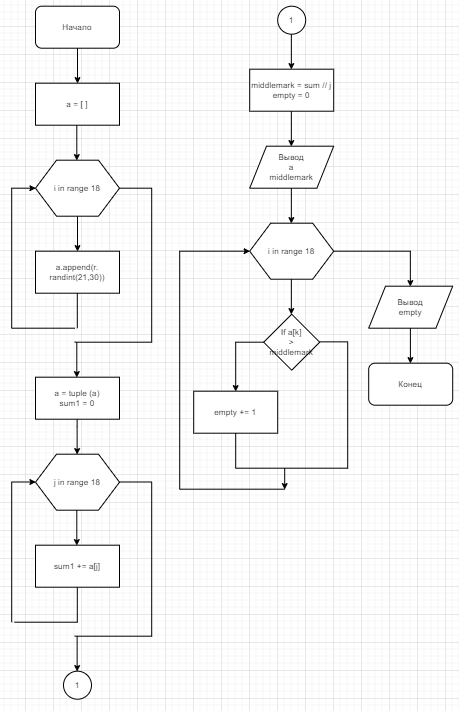 Начало
a = [ ]
i in range 18
a.append(r.
randint(21,30))
a = tuple (a)
sum1 = 0
j in range 18
sum1 += a[j]
1
1
middlemark = sum // j
empty = 0
Вывод
a
middlemark
i in range 18
If a[k]
>
middlemark
empty += 1
Вывод
empty
Конец